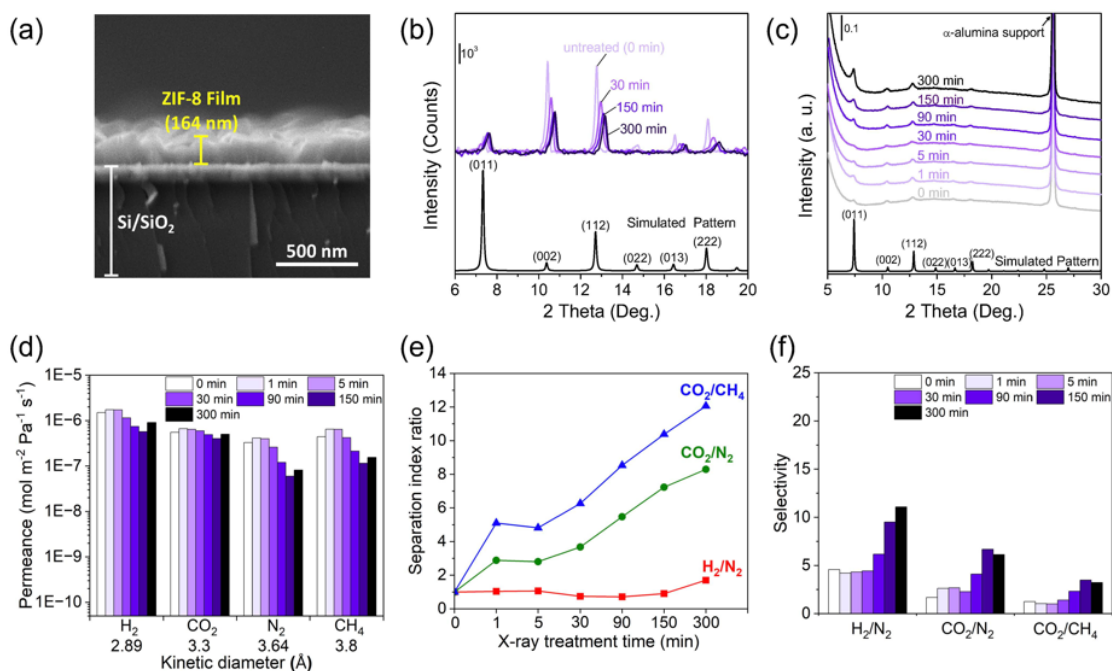 (a)
ZIF-8 Film
(164 nm)
Si/SiO₂
500 nm
(b)
10³
untreated (0 min)
30 min
150 min
300 min
(011)
(002)
(112)
Simulated Pattern
(022)
(013)
(222)
Intensity (Counts)
6 7 8 9 10 11 12 13 14 15 16 17 18 19 20
2 Theta (Deg.)
(c)
0.1
α-alumina support
300 min
150 min
90 min
30 min
5 min
1 min
0 min
(011)
(112)
(002)
(022)
(013)
(222)
Simulated Pattern
Intensity (a. u.)
5 10 15 20 25 30
2 Theta (Deg.)
(d)
0 min 1 min 5 min
30 min 90 min 150 min
300 min
Permeance (mol m⁻² Pa⁻¹ s⁻¹)
1E−5
1E−6
1E−7
1E−8
1E−9
1E−10
H₂ CO₂ N₂ CH₄
2.89 3.3 3.64 3.8
Kinetic diameter (Å)
(e)
Separation index ratio
14
12
10
8
6
4
2
0
CO₂/CH₄
CO₂/N₂
H₂/N₂
0 1 5 30 90 150 300
X-ray treatment time (min)
(f)
0 min 1 min 5 min
30 min 90 min 150 min
300 min
Selectivity
25
20
15
10
5
0
H₂/N₂ CO₂/N₂ CO₂/CH₄